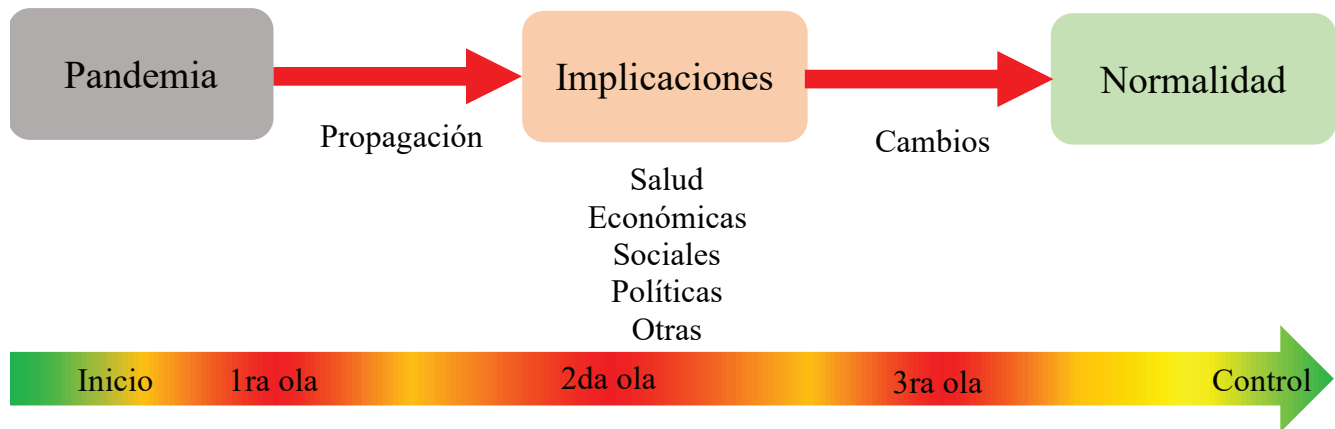 Pandemia
Propagación
Implicaciones
Cambios
Normalidad
Salud
Económicas
Sociales
Políticas
Otras
Inicio
1ra ola
2da ola
3ra ola
Control